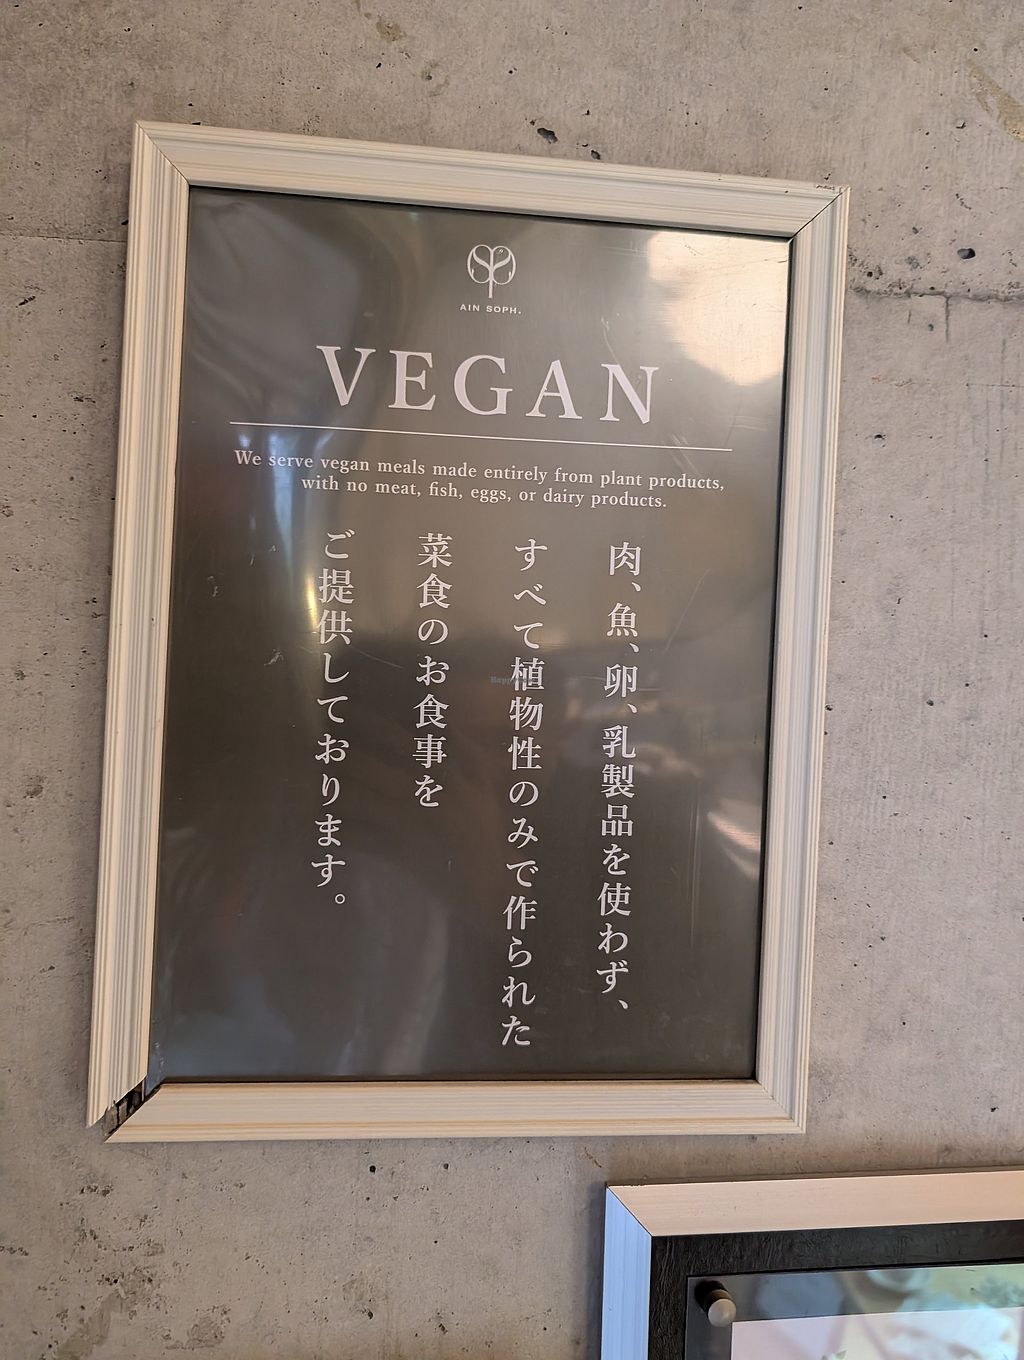 AIN SOPH.
VEGAN
We serve vegan meals made entirely from plant products,
with no meat, fish, eggs, or dairy products.
肉、魚、卵、乳製品を使わず、
すべて植物性のみで作られた
菜食のお食事を
ご提供しております。